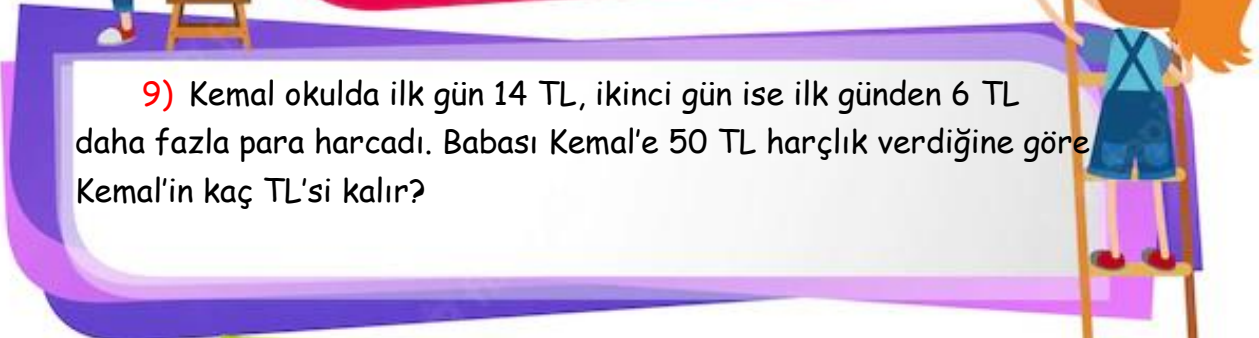 9) Kemal okulda ilk gün 14 TL, ikinci gün ise ilk günden 6 TL
daha fazla para harcadı. Babası Kemal'e 50 TL harçlık verdiğine göre
Kemal'in kaç TL'si kalır?